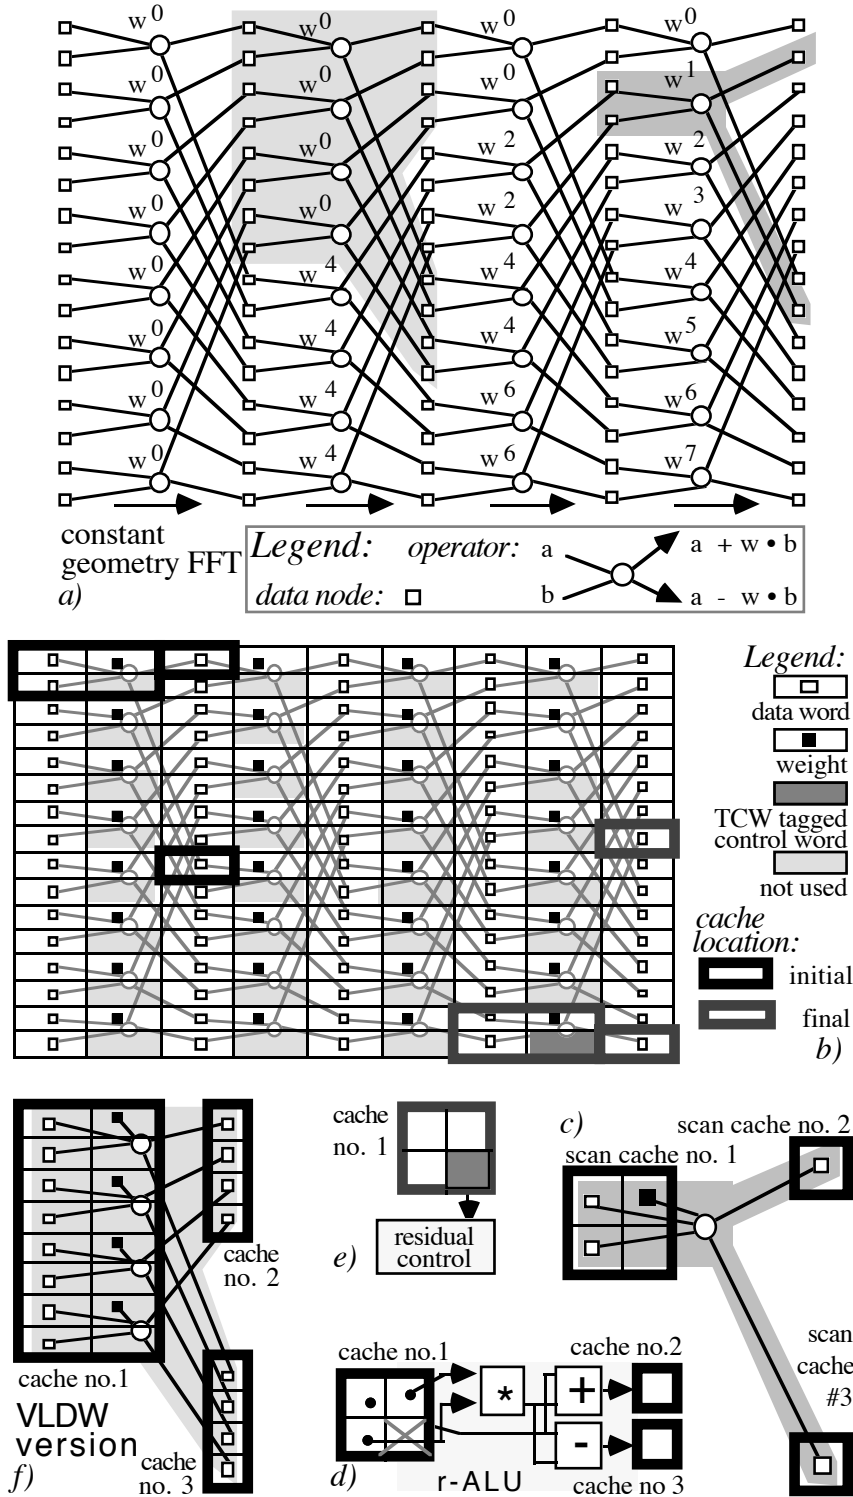 w0 w0 w0 w0
w0 w0 w0 w1
w0 w0 w2 w2
w0 w0 w2 w3
w0 w4 w4 w4
w0 w4 w4 w5
w0 w4 w6 w6
w0 w4 w6 w7
constant
geometry FFT
a)
Legend: operator: a a + w • b
data node: b a - w • b
Legend:
data word
weight
TCW tagged
control word
not used
cache
location:
initial
final
b)
cache
no. 1
c)
scan cache no. 2
scan cache no. 1
scan
cache
#3
e)
residual
control
cache
no. 2
cache no.1
VLDW
version
f)
cache
no. 3
cache no.1
cache no.2
*
+
-
d)
r-ALU
cache no 3